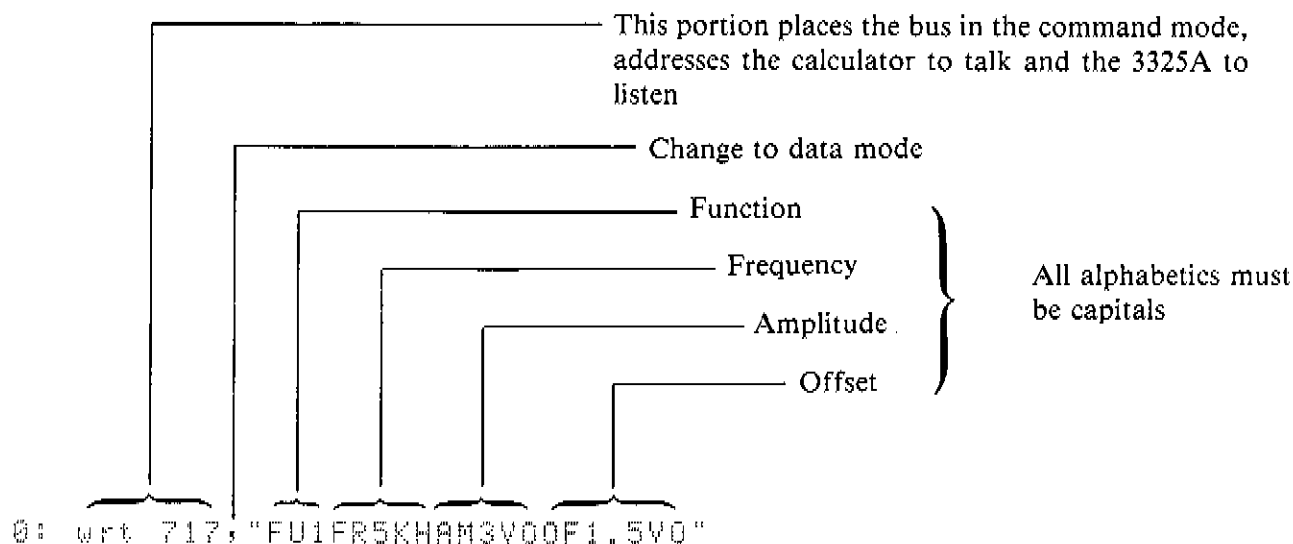 This portion places the bus in the command mode,
addresses the calculator to talk and the 3325A to
listen
Change to data mode
Function
Frequency
Amplitude
Offset
All alphabetics must
be capitals
0: wrt 717,"FU1FR5KHAM3VOOF1.5VO"